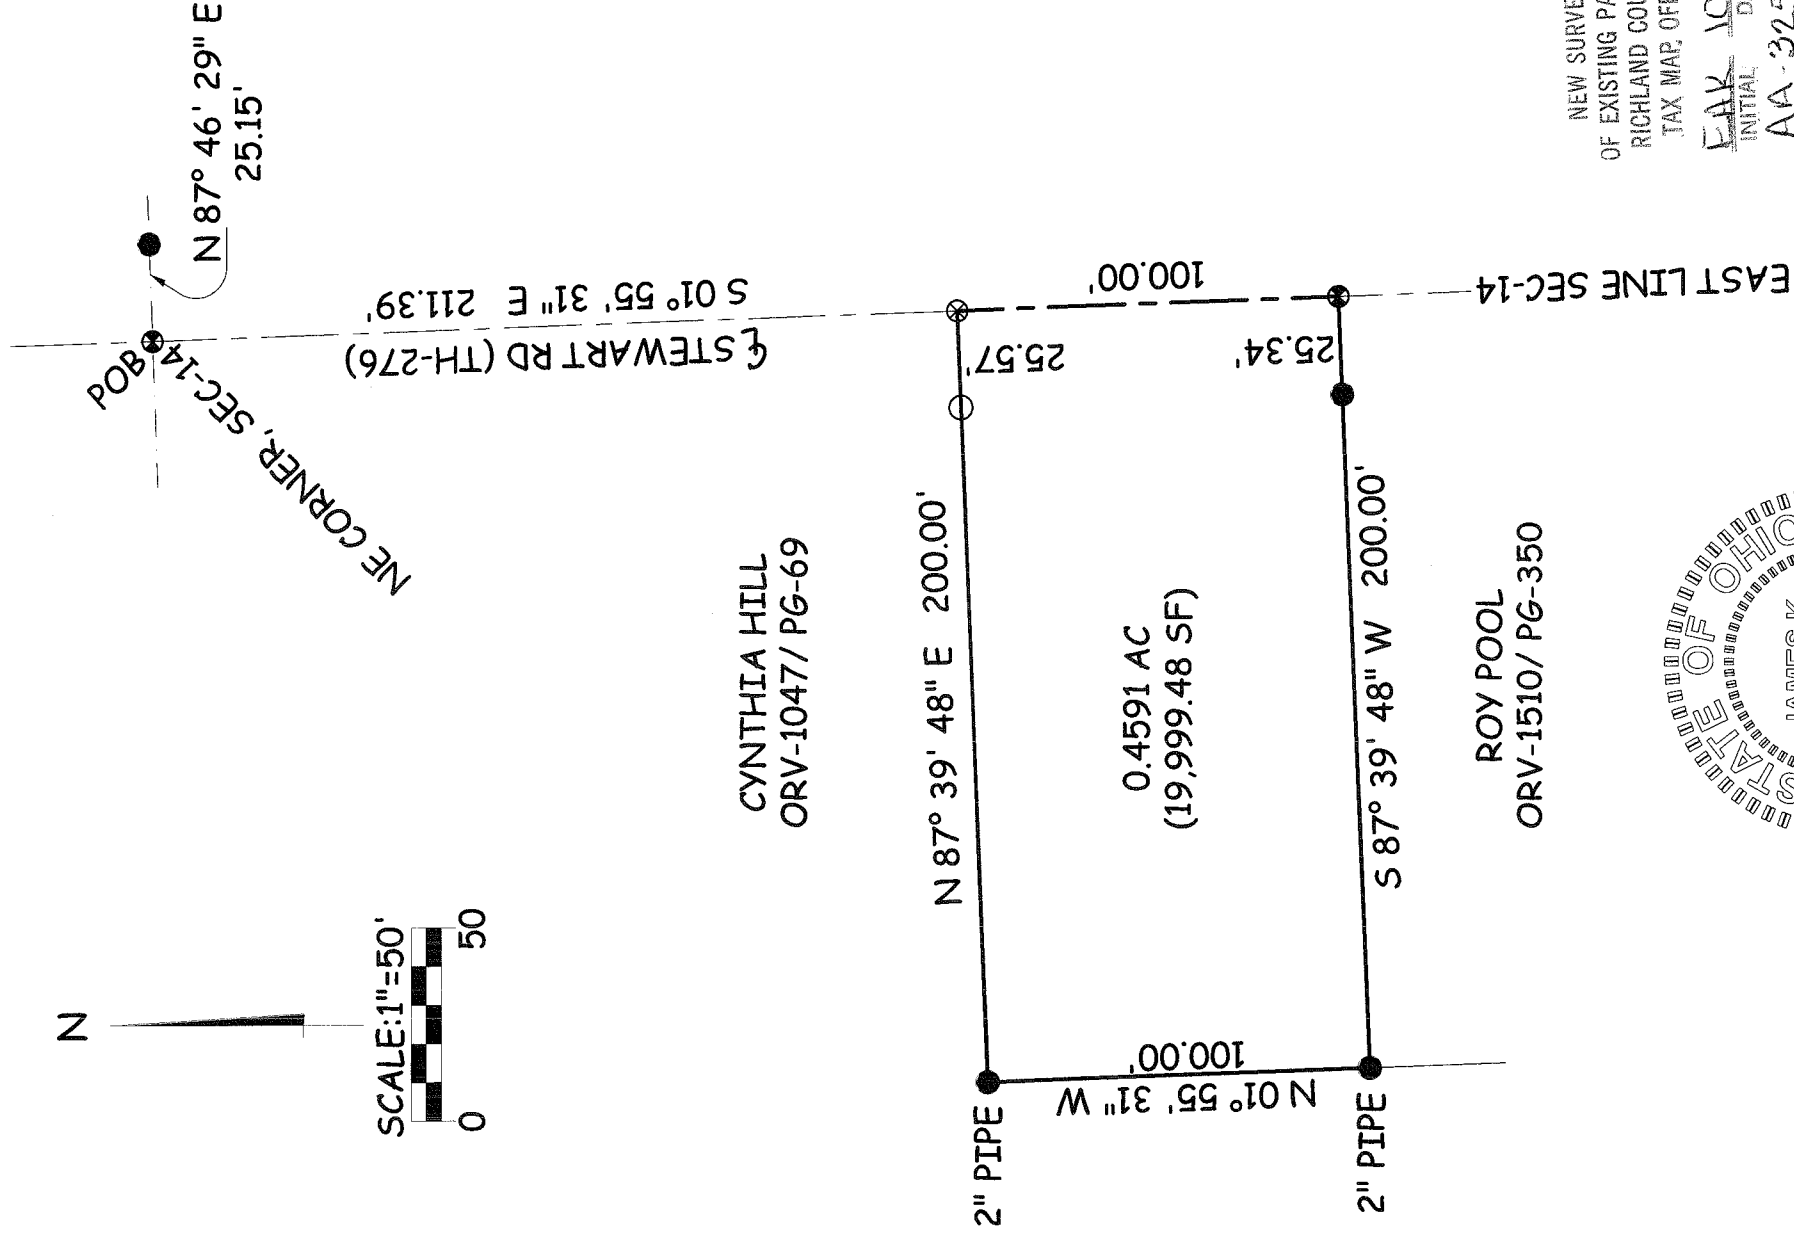 N
SCALE:1"=50'
0 50
POB
NE CORNER, SEC-14
N 87° 46' 29" E
25.15'
S 01° 55' 31" E 211.39'
℄ STEWART RD (TH-276)
CYNTHIA HILL
ORV-1047/ PG-69
N 87° 39' 48" E 200.00'
25.57'
100.00'
25.34'
0.4591 AC
(19,999.48 SF)
S 87° 39' 48" W 200.00'
N 01° 55' 31" W
100.00'
2" PIPE
2" PIPE
EAST LINE SEC-14
ROY POOL
ORV-1510/ PG-350
NEW SURVE
OF EXISTING PA
RICHLAND COU
TAX MAP, OFF
INITIAL
STATE OF OHIO
JAMES K